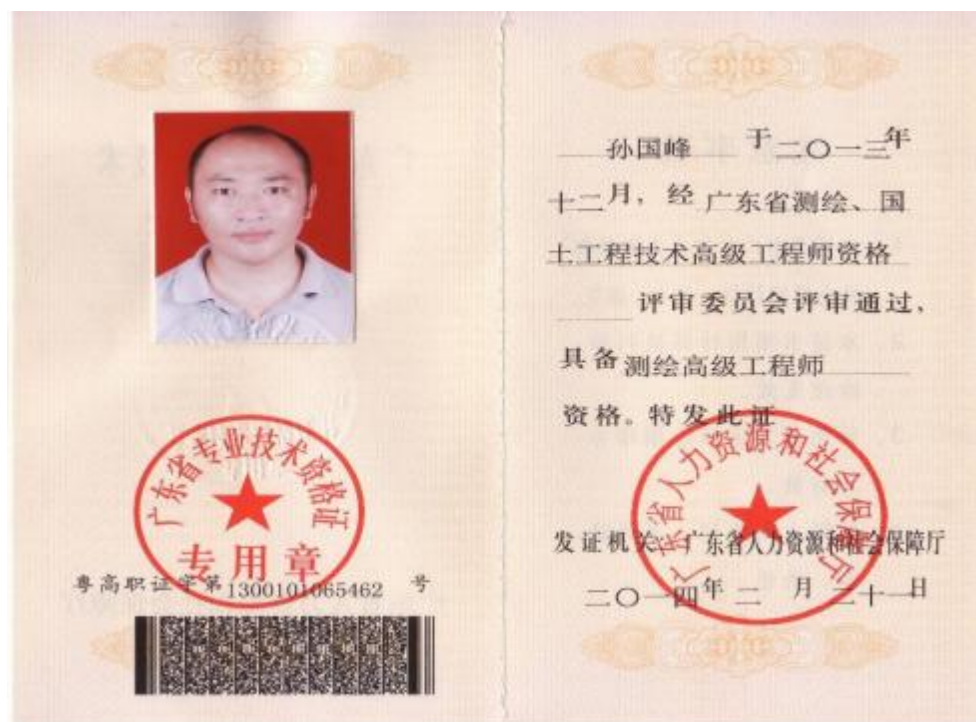 广东省专业技术资格证
专用章
粤高职证字第1300101065462 号
孙国峰 于二〇一三年
十二月，经广东省测绘、国
土工程技术高级工程师资格
评审委员会评审通过，
具备测绘高级工程师
资格。特发此证
广东省人力资源和社会保障厅
发证机关：广东省人力资源和社会保障厅
二〇一四年二月二十一日